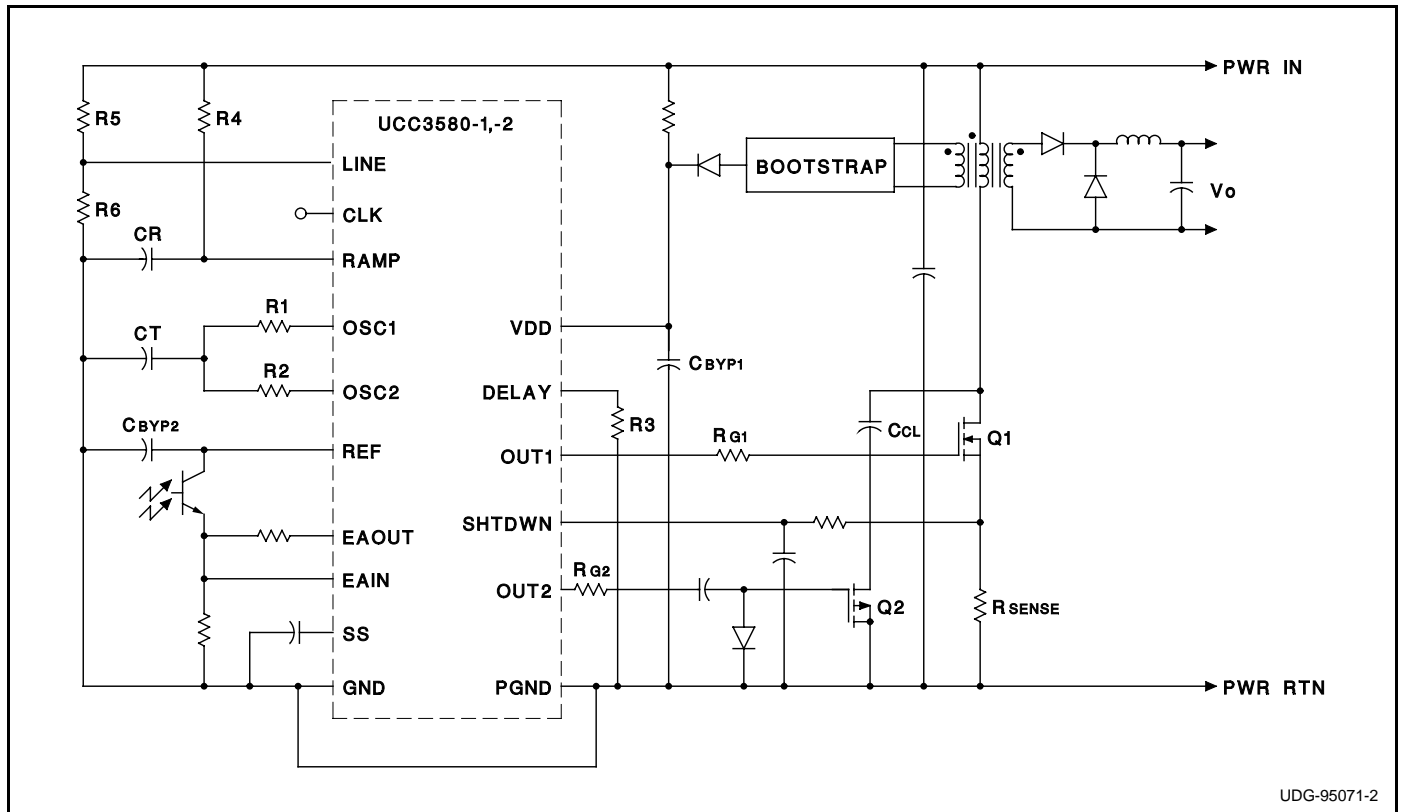 PWR IN
R5
R4
UCC3580-1,-2
LINE
BOOTSTRAP
R6
CLK
Vo
CR
RAMP
R1
CT
OSC1
VDD
R2
CBYP1
OSC2
DELAY
CBYP2
R3
CCL
REF
RG1
Q1
OUT1
SHTDWN
EAOUT
RG2
EAIN
OUT2
Q2
RSENSE
SS
GND
PGND
PWR RTN
UDG-95071-2